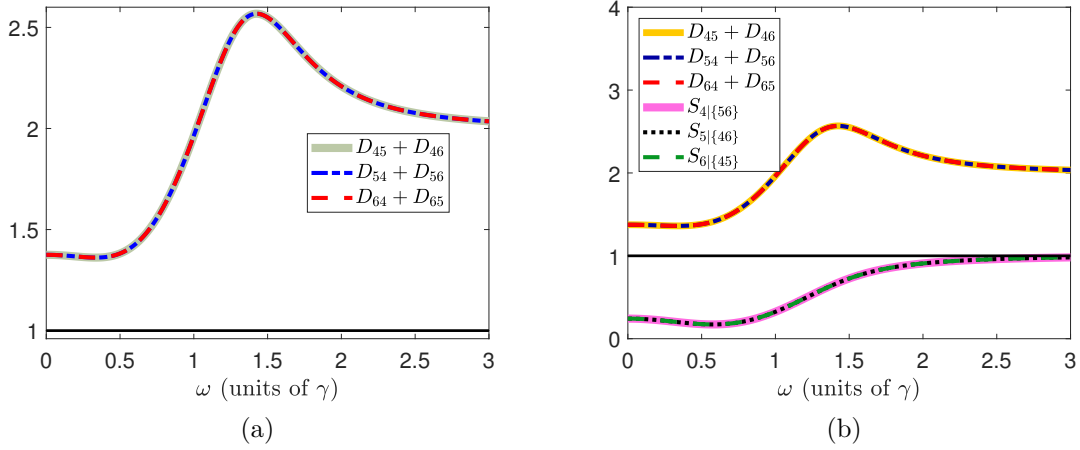 2.5
2
1.5
1
D₄₅ + D₄₆
D₅₄ + D₅₆
D₆₄ + D₆₅
0 0.5 1 1.5 2 2.5 3
ω (units of γ)
(a)
4
3
2
1
0
D₄₅ + D₄₆
D₅₄ + D₅₆
D₆₄ + D₆₅
S₄|{56}
S₅|{46}
S₆|{45}
0 0.5 1 1.5 2 2.5 3
ω (units of γ)
(b)